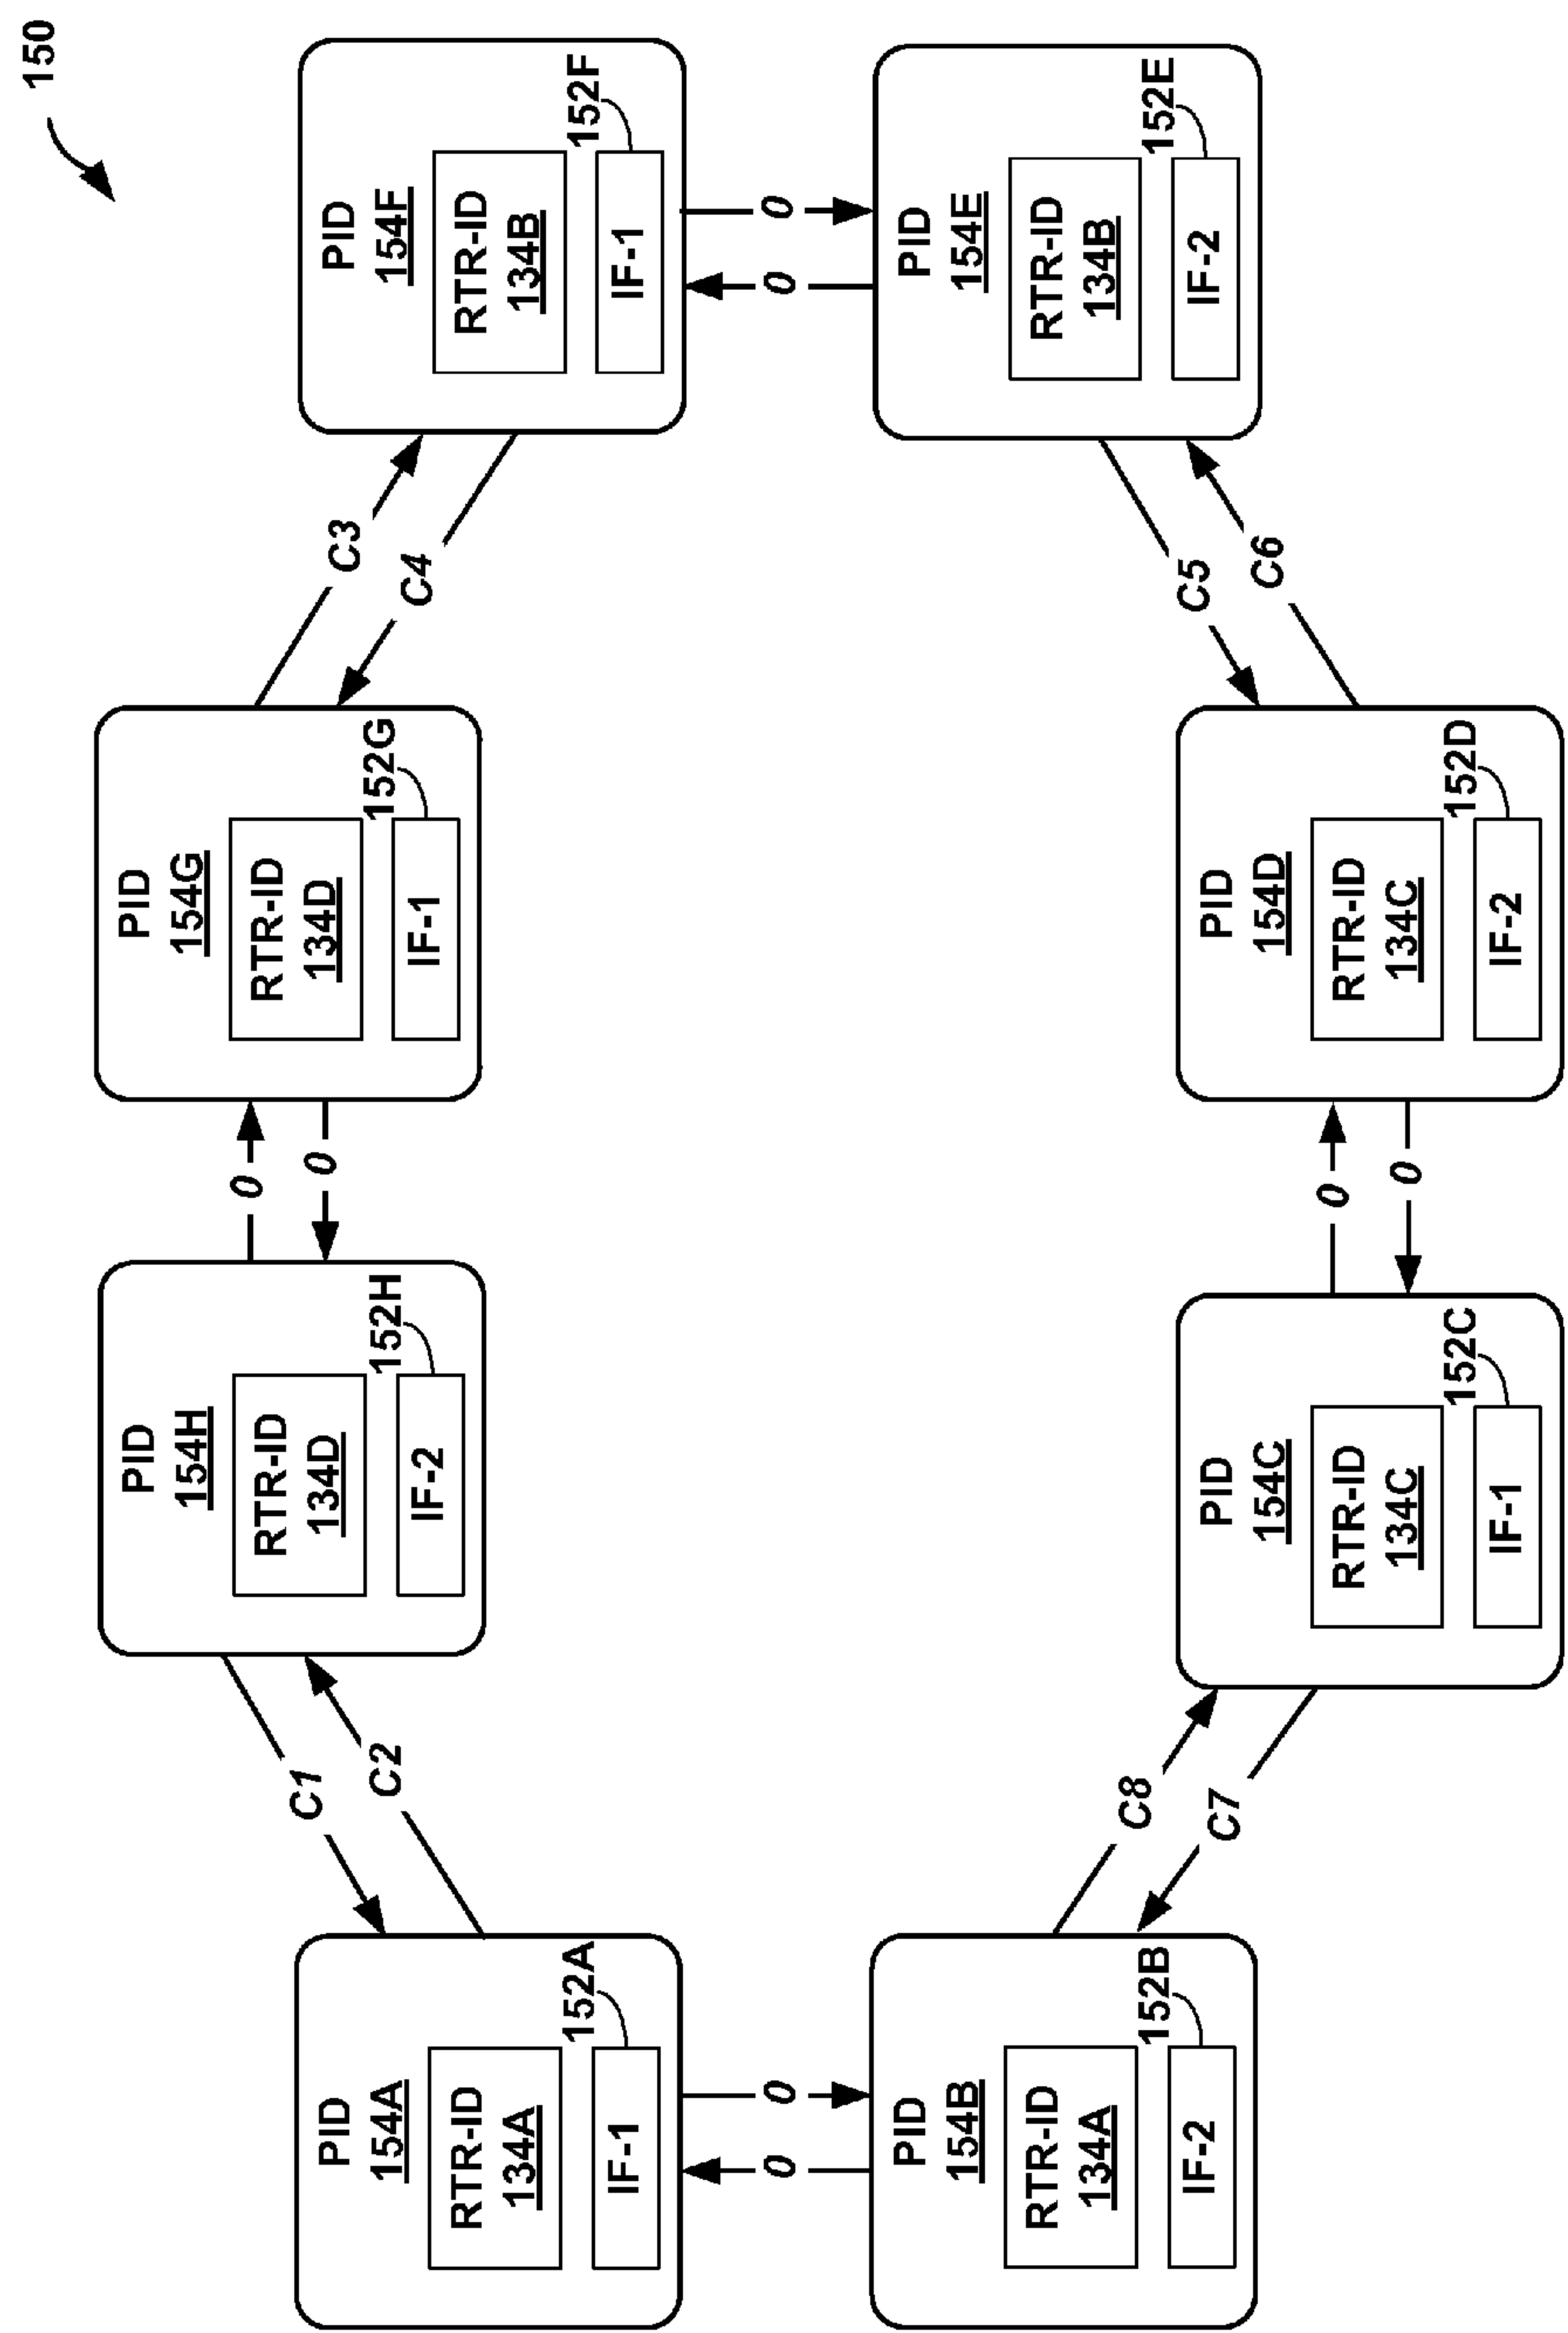 150
PID
154F
RTR-ID
134B
IF-1
152F
0
0
PID
154E
RTR-ID
134B
IF-2
152E
C3
C4
C5
C6
PID
154G
RTR-ID
134D
IF-1
152G
PID
154D
RTR-ID
134C
IF-2
152D
0
0
0
0
PID
154H
RTR-ID
134D
IF-2
152H
PID
154C
RTR-ID
134C
IF-1
152C
C1
C2
C8
C7
PID
154A
RTR-ID
134A
IF-1
152A
0
0
PID
154B
RTR-ID
134A
IF-2
152B